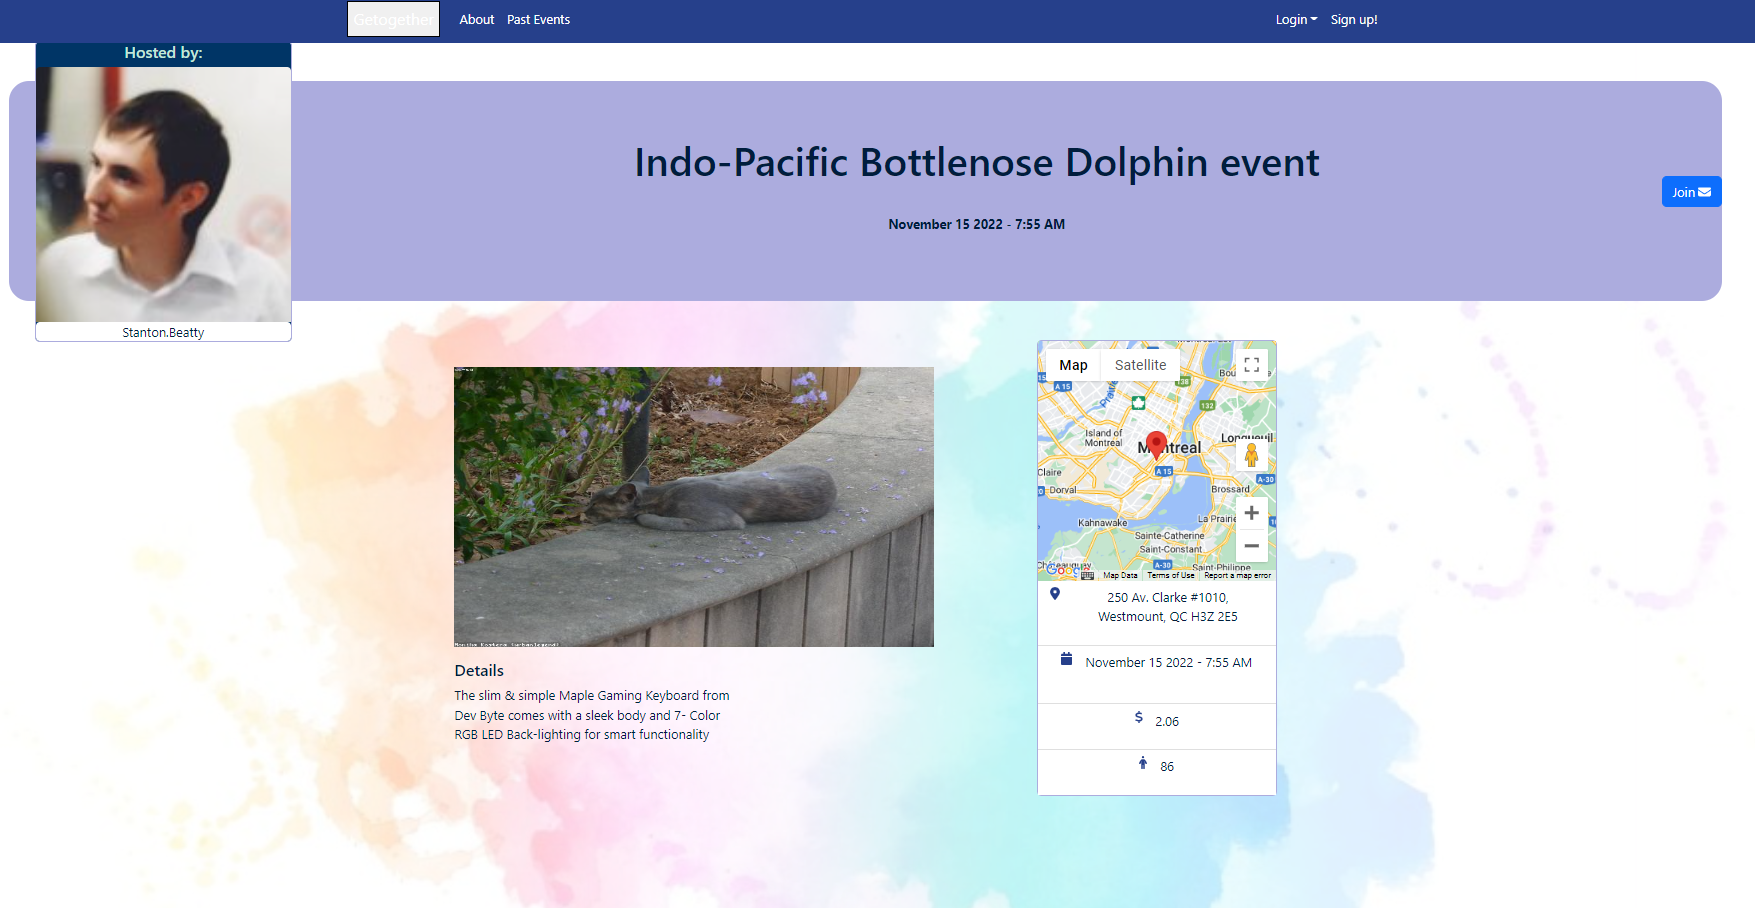 Getogether
About
Past Events
Login
Sign up!
Hosted by:
Stanton.Beatty
Indo-Pacific Bottlenose Dolphin event
November 15 2022 - 7:55 AM
Join
Details
The slim & simple Maple Gaming Keyboard from
Dev Byte comes with a sleek body and 7- Color
RGB LED Back-lighting for smart functionality
Map
Satellite
15
A 15
138
132
Island of
Montreal
Montreal
Longueuil
Claire
A 15
A-30
Dorval
Brossard
Kahnawake
La Prairie
Sainte-Catherine
Saint-Constant
Châteauguay
A-30
Saint-Philippe
Google
Map Data
Terms of Use
Report a map error
250 Av. Clarke #1010,
Westmount, QC H3Z 2E5
November 15 2022 - 7:55 AM
$ 2.06
86